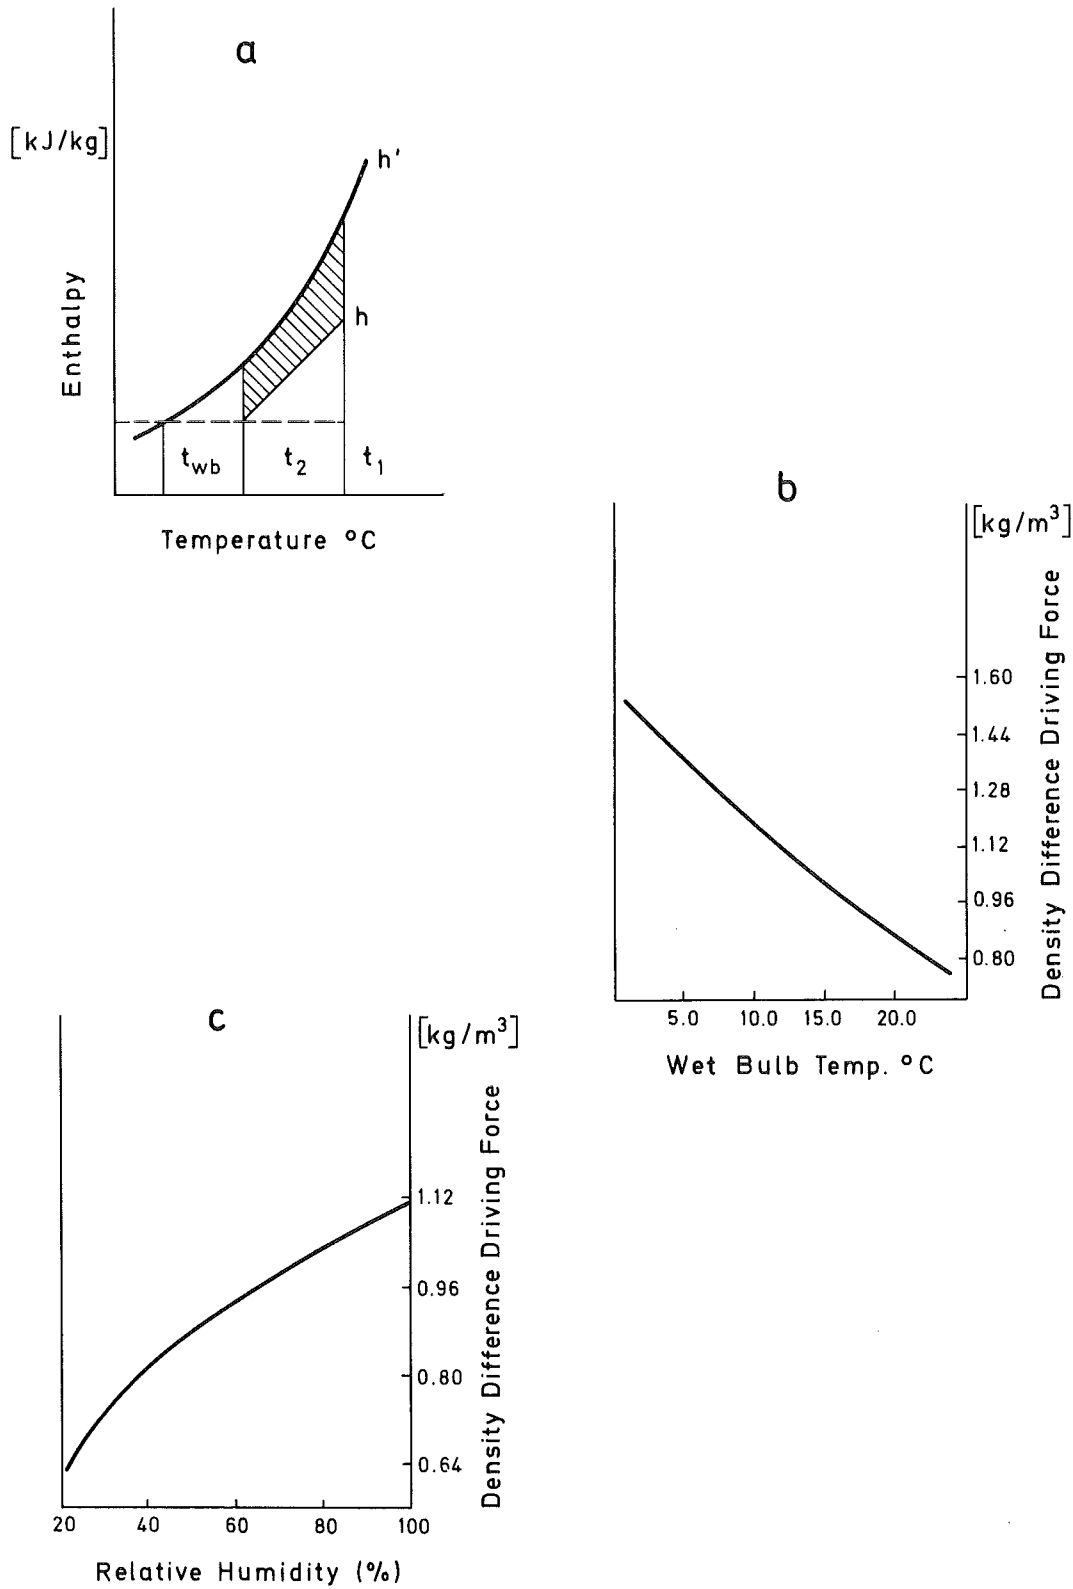 a
[kJ/kg]
Enthalpy
h'
h
t_wb
t_2
t_1
Temperature °C
b
[kg/m³]
Density Difference Driving Force
1.60
1.44
1.28
1.12
0.96
0.80
5.0 10.0 15.0 20.0
Wet Bulb Temp. °C
c
[kg/m³]
Density Difference Driving Force
1.12
0.96
0.80
0.64
20 40 60 80 100
Relative Humidity (%)